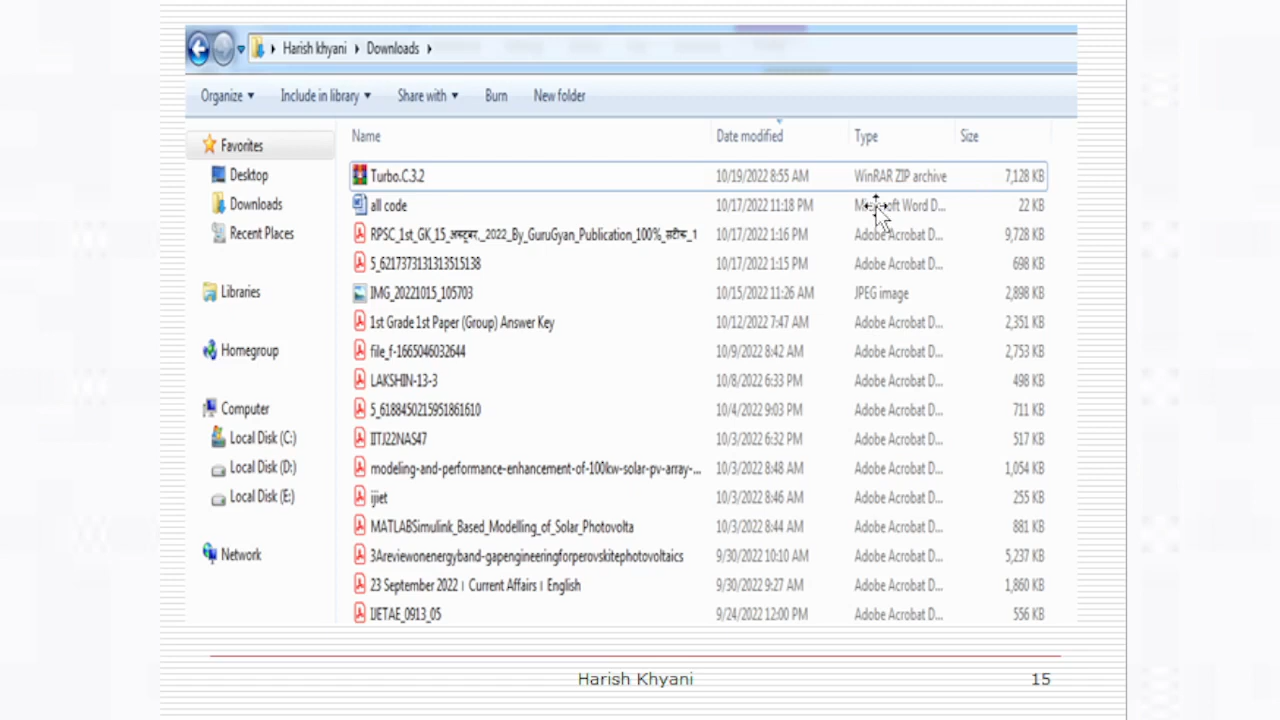 Harish khyani Downloads
Organize Include in library Share with Burn New folder
Name Date modified Type Size
Favorites
Desktop
Downloads
Recent Places
Libraries
Homegroup
Computer
Local Disk (C:)
Local Disk (D:)
Local Disk (E:)
Network
Turbo.C.3.2 10/19/2022 8:55 AM WinRAR ZIP archive 7,128 KB
all code 10/17/2022 11:18 PM Word D... 22 KB
RPSC_1st_GK_15_अक्टूबर,_2022_By_GuruGyan_Publication_100%_सटीक_1 10/17/2022 1:16 PM Adobe Acrobat D... 9,728 KB
5_6217373131313515138 10/17/2022 1:15 PM Adobe Acrobat D... 698 KB
IMG_20221015_105703 10/15/2022 11:26 AM JPEG image 2,898 KB
1st Grade 1st Paper (Group) Answer Key 10/12/2022 7:47 AM Adobe Acrobat D... 2,351 KB
file_f-1665046032644 10/9/2022 8:42 AM Adobe Acrobat D... 2,753 KB
LAKSHIN-13-3 10/8/2022 6:33 PM Adobe Acrobat D... 498 KB
5_6188450215951861610 10/4/2022 9:03 PM Adobe Acrobat D... 711 KB
IITJ22NAS47 10/3/2022 6:32 PM Adobe Acrobat D... 517 KB
modeling-and-performance-enhancement-of-100kw-solar-pv-array-... 10/3/2022 8:48 AM Adobe Acrobat D... 1,054 KB
ijiet 10/3/2022 8:46 AM Adobe Acrobat D... 255 KB
MATLABSimulink_Based_Modelling_of_Solar_Photovolta 10/3/2022 8:44 AM Adobe Acrobat D... 881 KB
3Areviewonenergyband-gapengineeringforperovskitephotovoltaics 9/30/2022 10:10 AM Adobe Acrobat D... 5,237 KB
23 September 2022 । Current Affairs । English 9/30/2022 9:27 AM Adobe Acrobat D... 1,860 KB
IJETAE_0913_05 9/24/2022 12:00 PM Adobe Acrobat D... 556 KB
Harish Khyani 15